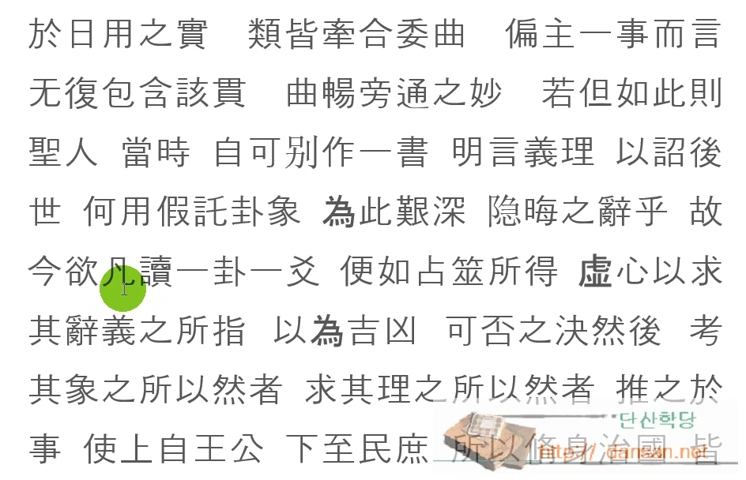 於日用之實 類皆牽合委曲 偏主一事而言
无復包含該貫 曲暢旁通之妙 若但如此則
聖人 當時 自可别作一書 明言義理 以詔後
世 何用假託卦象 為此艱深 隐晦之辭乎 故
今欲凡讀一卦一爻 便如占筮所得 虛心以求
其辭義之所指 以為吉凶 可否之決然後 考
其象之所以然者 求其理之所以然者 推之於
事 使上自王公 下至民庶 所以脩身治國 皆
단산학당
http:// dansan.net